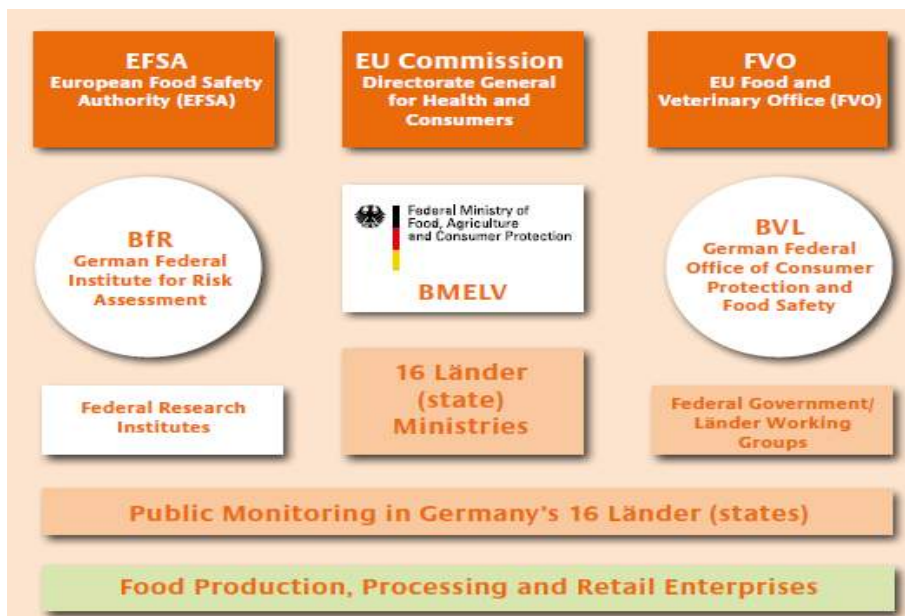 EFSA
European Food Safety
Authority (EFSA)
EU Commission
Directorate General
for Health and
Consumers
FVO
EU Food and
Veterinary Office (FVO)
BfR
German Federal
Institute for Risk
Assessment
Federal Ministry of
Food, Agriculture
and Consumer Protection
BMELV
BVL
German Federal
Office of Consumer
Protection and
Food Safety
Federal Research
Institutes
16 Länder
(state)
Ministries
Federal Government/
Länder Working
Groups
Public Monitoring in Germany's 16 Länder (states)
Food Production, Processing and Retail Enterprises